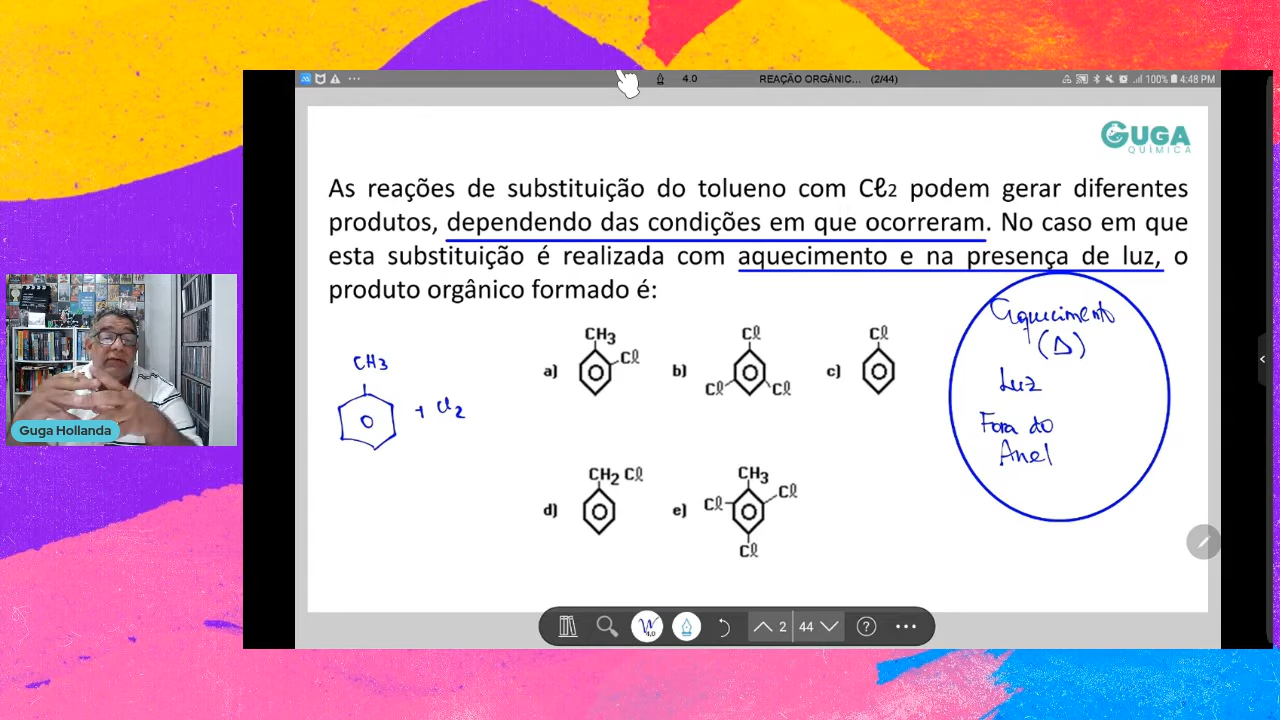 4.0
REAÇÃO ORGÂNIC... (2/44)
100% 4:48 PM
GUGA
QUÍMICA
As reações de substituição do tolueno com Cℓ2 podem gerar diferentes
produtos, dependendo das condições em que ocorreram. No caso em que
esta substituição é realizada com aquecimento e na presença de luz, o
produto orgânico formado é:
CH3
+ Cl2
a)
CH3
Cl
b)
Cl
Cl
Cl
c)
Cl
d)
CH2 Cl
e)
CH3
Cl
Cl
Cl
Aquecimento
(Δ)
Luz
Fora do
Anel
Guga Hollanda
W
4.0
2 44
?